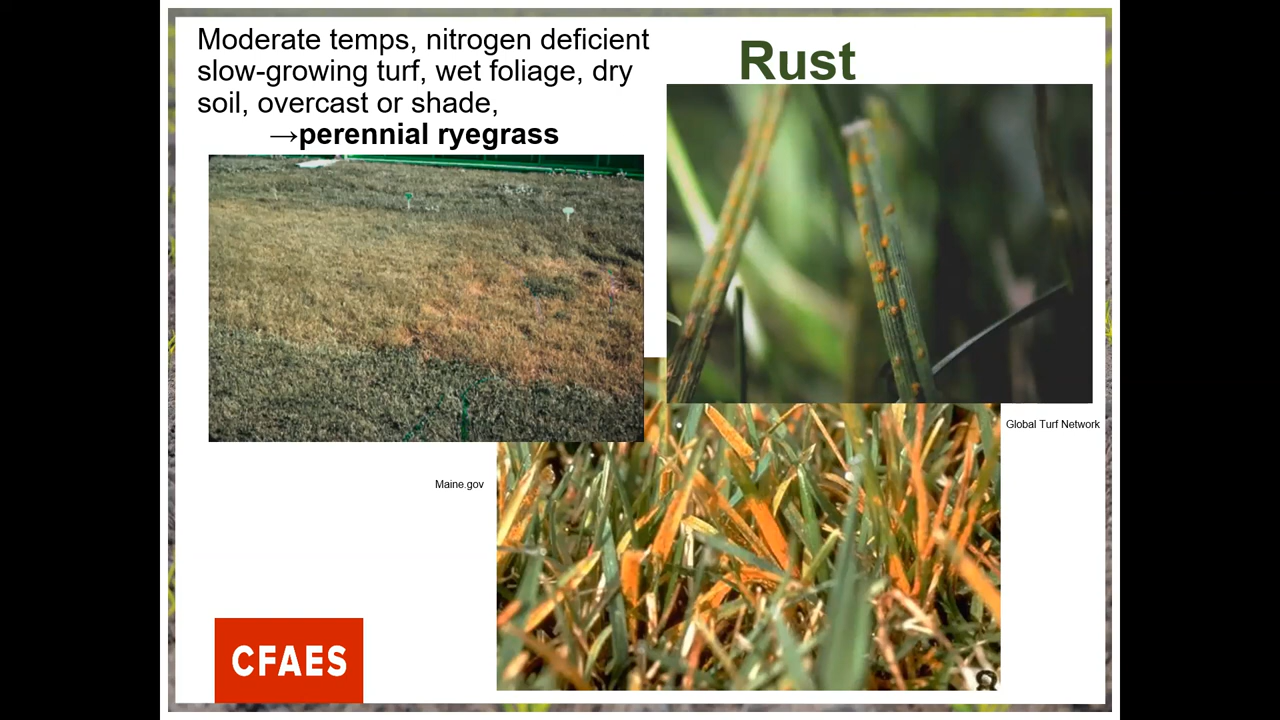 Moderate temps, nitrogen deficient
slow-growing turf, wet foliage, dry
soil, overcast or shade,
→perennial ryegrass
Rust
Global Turf Network
Maine.gov
CFAES
8